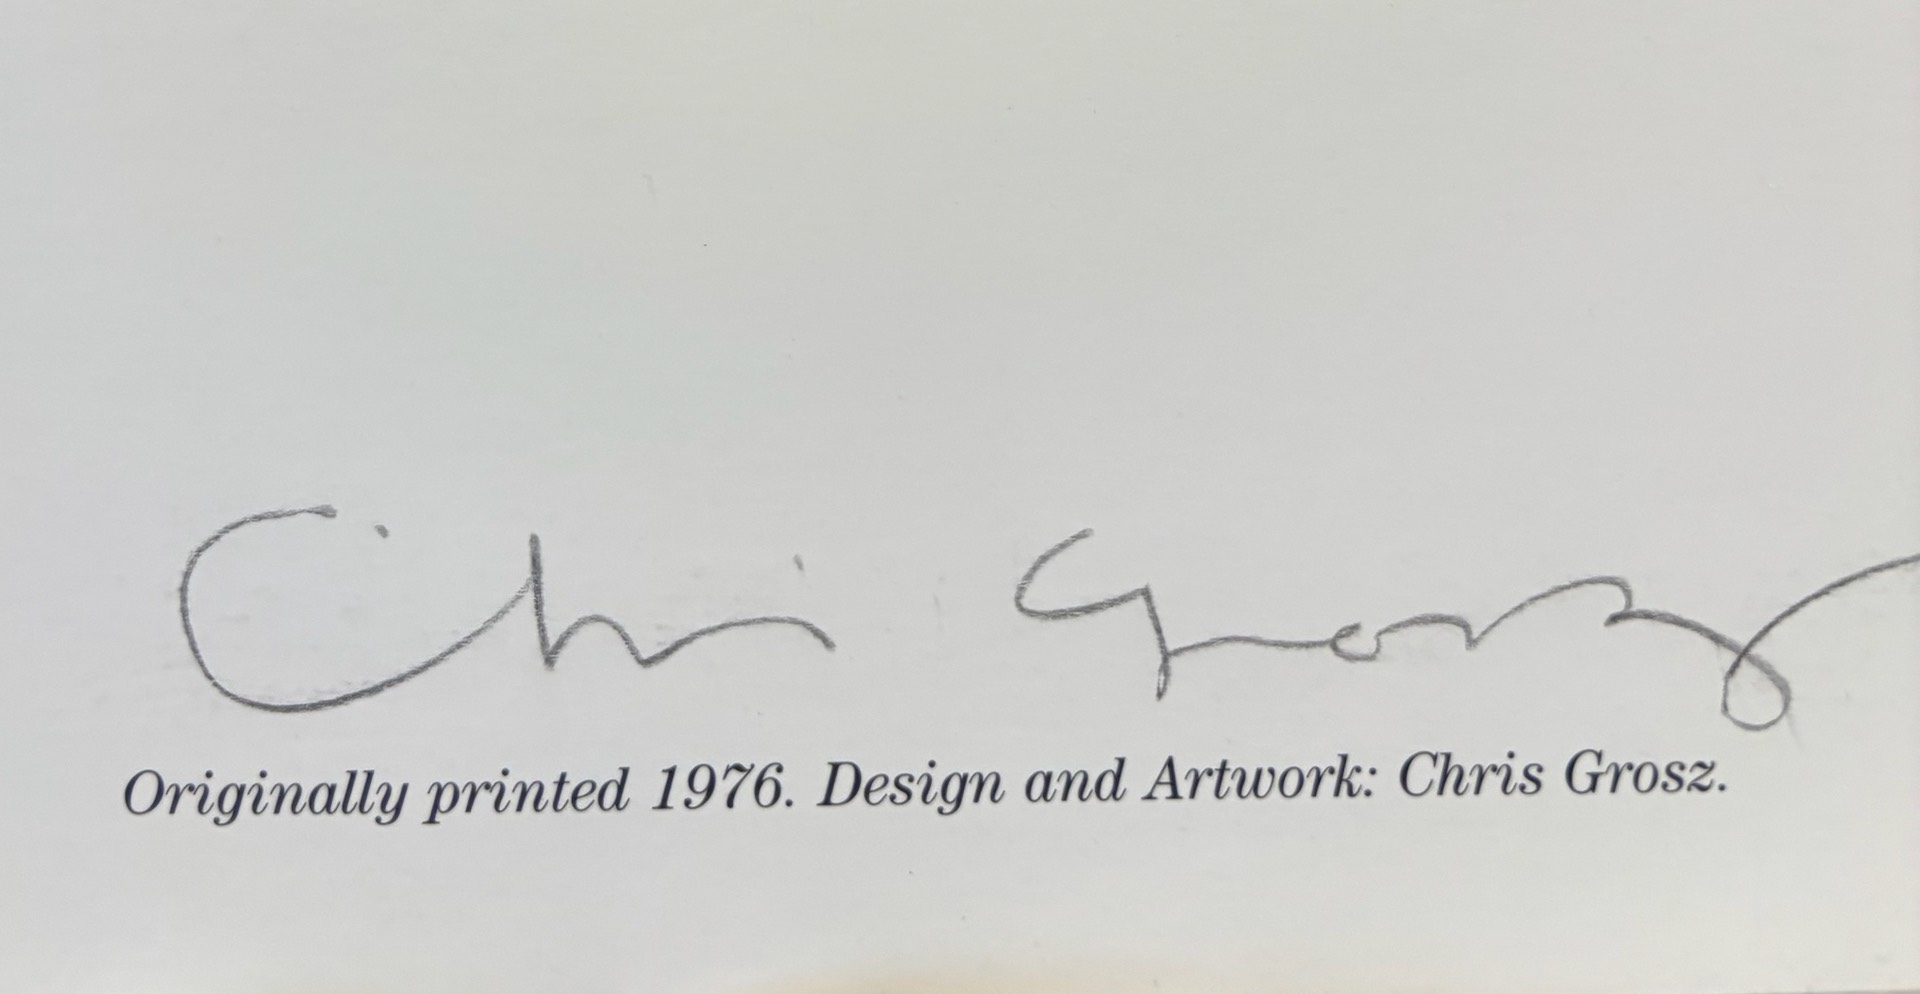 Chris Grosz
Originally printed 1976. Design and Artwork: Chris Grosz.